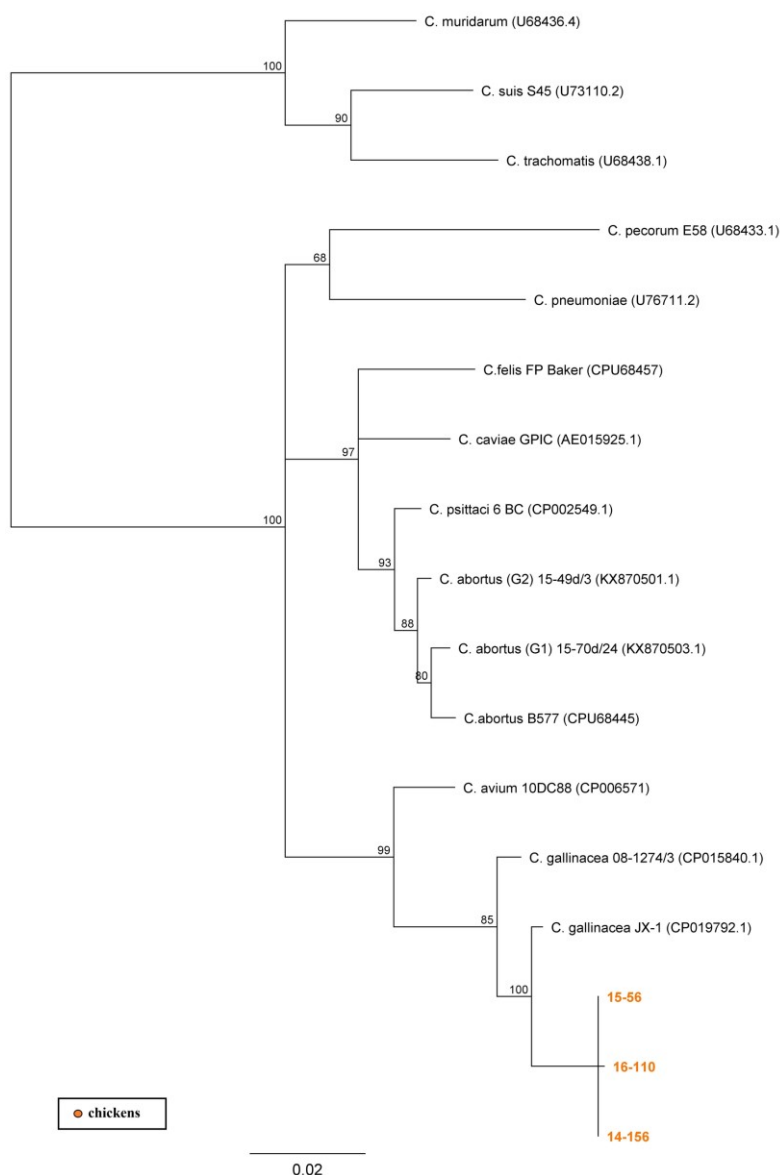 C. muridarum (U68436.4)
100
C. suis S45 (U73110.2)
90
C. trachomatis (U68438.1)
C. pecorum E58 (U68433.1)
68
C. pneumoniae (U76711.2)
C.felis FP Baker (CPU68457)
C. caviae GPIC (AE015925.1)
97
C. psittaci 6 BC (CP002549.1)
100
93
C. abortus (G2) 15-49d/3 (KX870501.1)
88
C. abortus (G1) 15-70d/24 (KX870503.1)
80
C.abortus B577 (CPU68445)
C. avium 10DC88 (CP006571)
99
C. gallinacea 08-1274/3 (CP015840.1)
85
C. gallinacea JX-1 (CP019792.1)
100
15-56
16-110
chickens
14-156
0.02